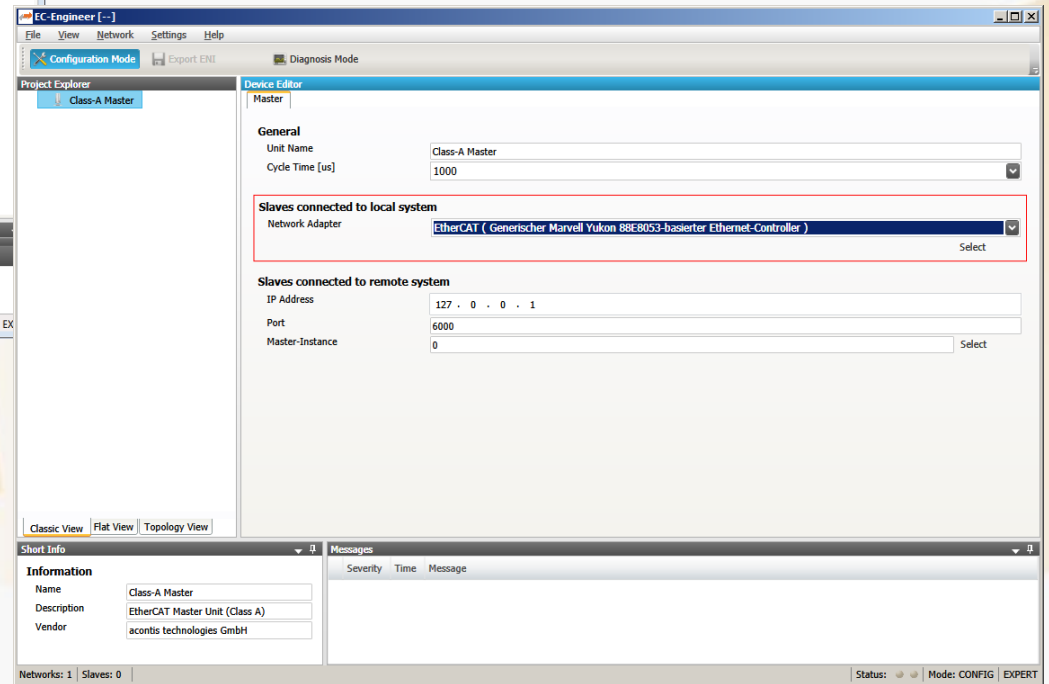 EC-Engineer [--]
File View Network Settings Help
Configuration Mode Export ENI Diagnosis Mode
Project Explorer
Class-A Master
Classic View Flat View Topology View
Device Editor
Master
General
Unit Name Class-A Master
Cycle Time [us] 1000
Slaves connected to local system
Network Adapter EtherCAT ( Generischer Marvell Yukon 88E8053-basierter Ethernet-Controller )
Select
Slaves connected to remote system
IP Address 127 . 0 . 0 . 1
Port 6000
Master-Instance 0 Select
EX
Short Info
Information
Name Class-A Master
Description EtherCAT Master Unit (Class A)
Vendor acontis technologies GmbH
Messages
Severity Time Message
Networks: 1 Slaves: 0 Status: Mode: CONFIG EXPERT